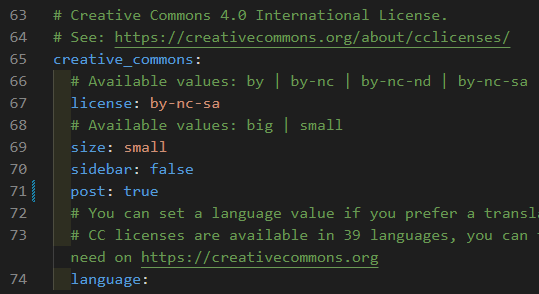 63 # Creative Commons 4.0 International License.
64 # See: https://creativecommons.org/about/cclicenses/
65 creative_commons:
66 # Available values: by | by-nc | by-nc-nd | by-nc-sa
67 license: by-nc-sa
68 # Available values: big | small
69 size: small
70 sidebar: false
71 post: true
72 # You can set a language value if you prefer a transl
73 # CC licenses are available in 39 languages, you can
need on https://creativecommons.org
74 language: